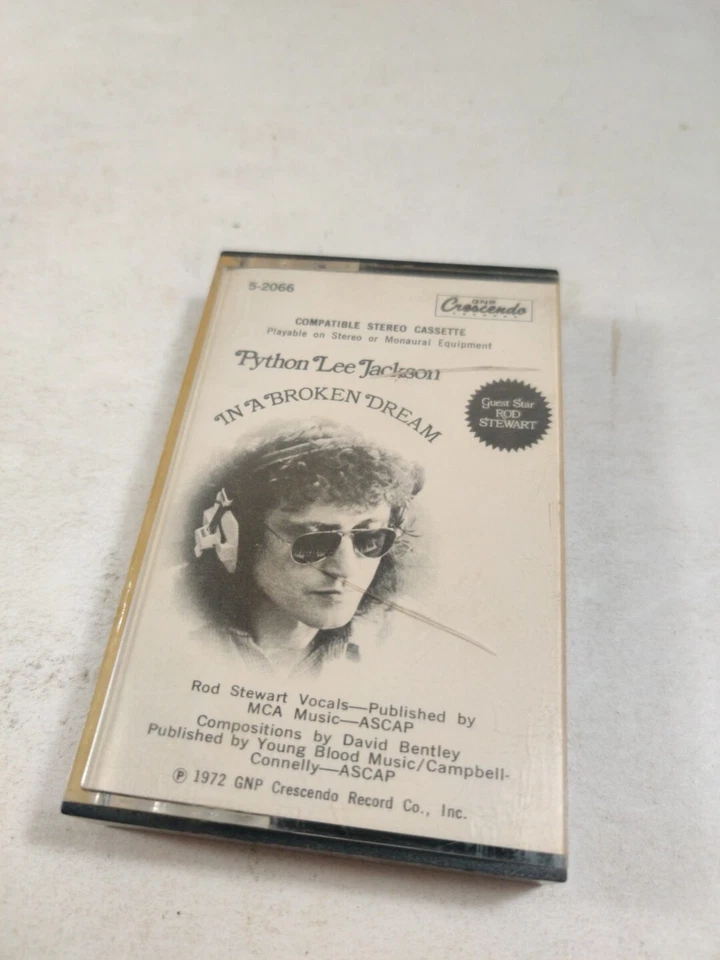 5-2066
GNP
Crescendo
RECORDS
COMPATIBLE STEREO CASSETTE
Playable on Stereo or Monaural Equipment
Python Lee Jackson
IN A BROKEN DREAM
Guest Star
ROD
STEWART
Rod Stewart Vocals—Published by
MCA Music—ASCAP
Compositions by David Bentley
Published by Young Blood Music/Campbell-
Connelly—ASCAP
℗ 1972 GNP Crescendo Record Co., Inc.